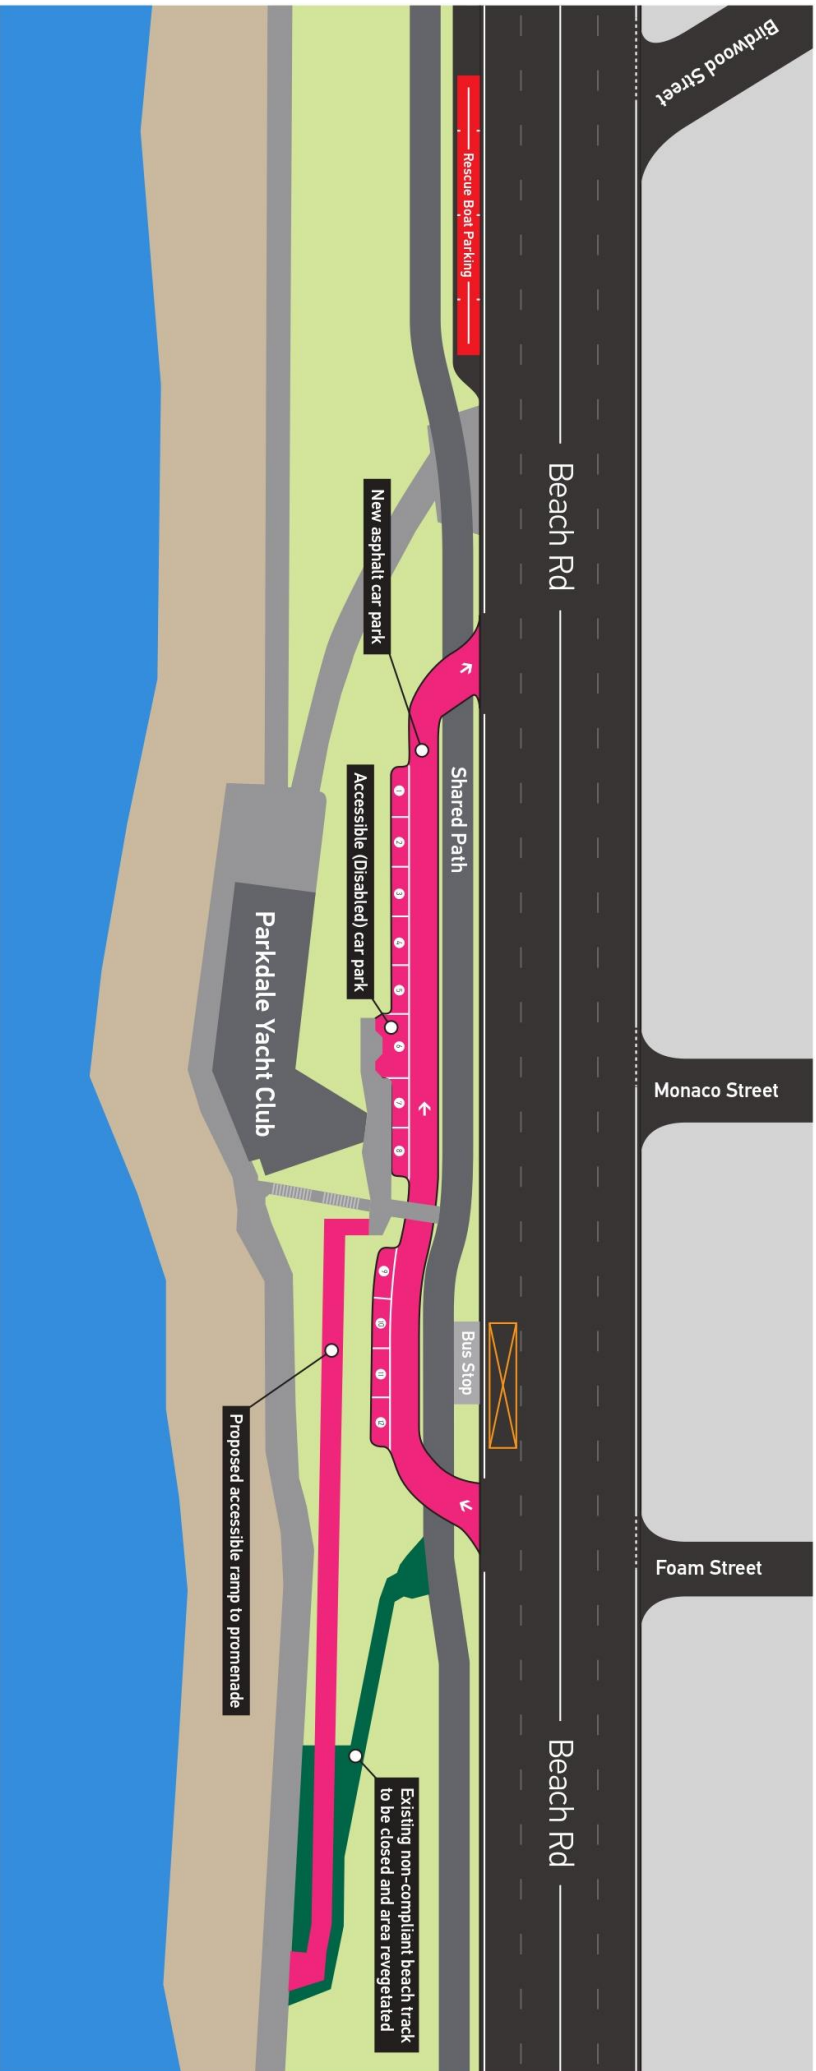 Birdwood Street
Rescue Boat Parking
Beach Rd
New asphalt car park
Shared Path
Accessible (Disabled) car park
1
2
3
4
5
6
7
8
Parkdale Yacht Club
Monaco Street
9
10
11
12
Bus Stop
Proposed accessible ramp to promenade
Foam Street
Beach Rd
Existing non-compliant beach track
to be closed and area revegetated